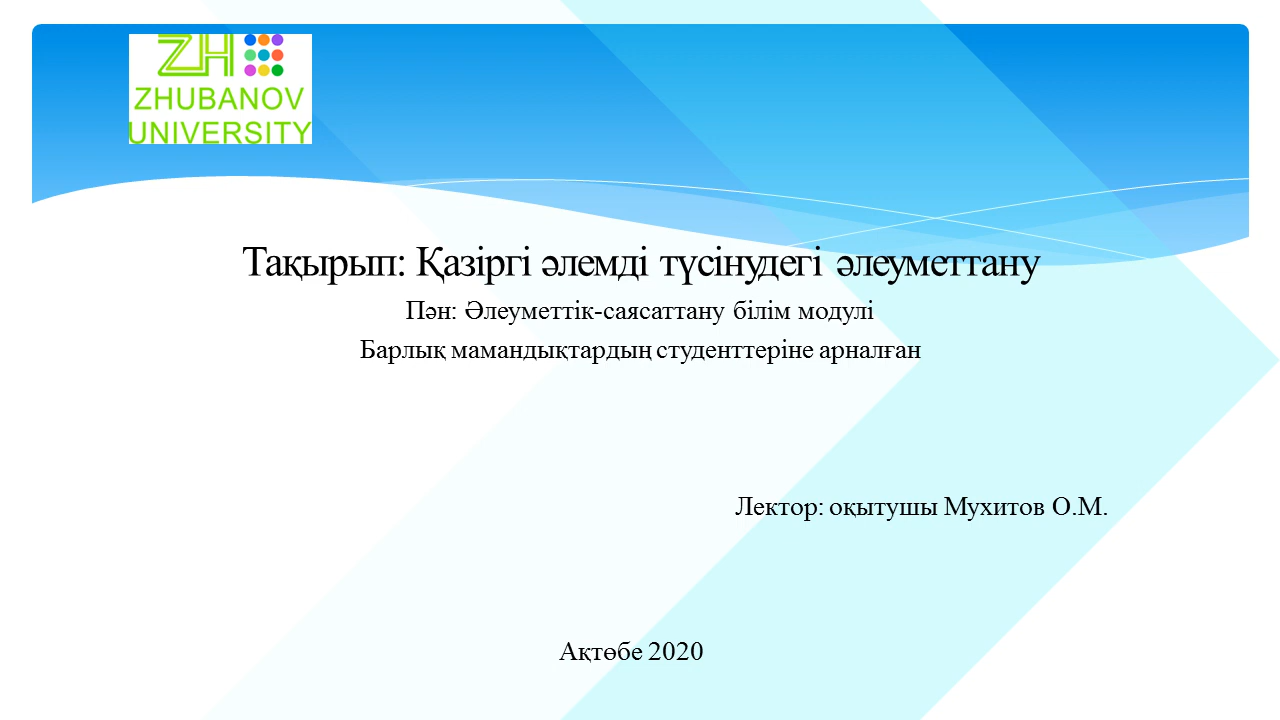 ZH
ZHUBANOV
UNIVERSITY
Тақырып: Қазіргі әлемді түсінудегі әлеуметтану
Пән: Әлеуметтік-саясаттану білім модулі
Барлық мамандықтардың студенттеріне арналған
Лектор: оқытушы Мухитов О.М.
Ақтөбе 2020